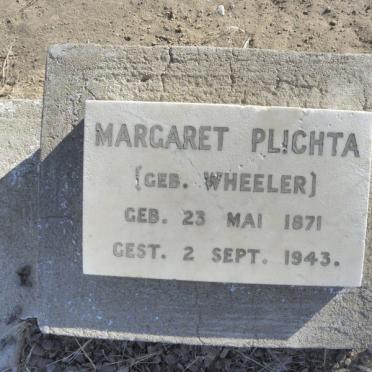 MARGARET PLICHTA
(GEB. WHEELER)
GEB. 23 MAI 1871
GEST. 2 SEPT. 1943.